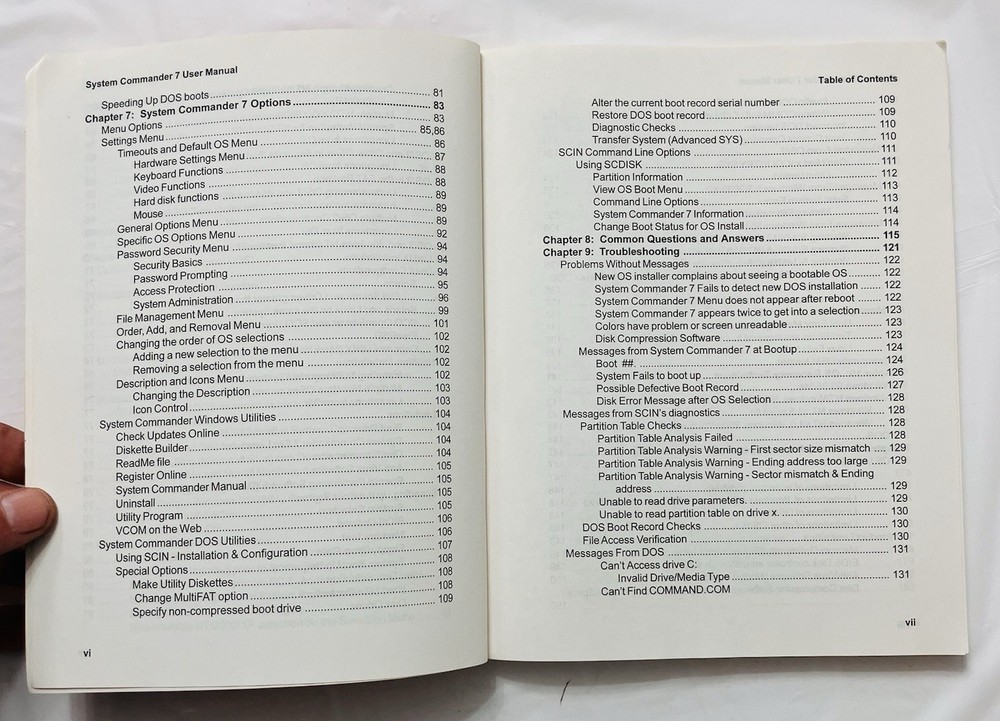 System Commander 7 User Manual
Speeding Up DOS boots ........ 81
Chapter 7: System Commander 7 Options ........ 83
Menu Options ........ 83
Settings Menu ........ 85,86
Timeouts and Default OS Menu ........ 86
Hardware Settings Menu ........ 87
Keyboard Functions ........ 88
Video Functions ........ 88
Hard disk functions ........ 89
Mouse ........ 89
General Options Menu ........ 89
Specific OS Options Menu ........ 92
Password Security Menu ........ 94
Security Basics ........ 94
Password Prompting ........ 94
Access Protection ........ 95
System Administration ........ 96
File Management Menu ........ 99
Order, Add, and Removal Menu ........ 101
Changing the order of OS selections ........ 102
Adding a new selection to the menu ........ 102
Removing a selection from the menu ........ 102
Description and Icons Menu ........ 102
Changing the Description ........ 103
Icon Control ........ 103
System Commander Windows Utilities ........ 104
Check Updates Online ........ 104
Diskette Builder ........ 104
ReadMe file ........ 104
Register Online ........ 105
System Commander Manual ........ 105
Uninstall ........ 105
Utility Program ........ 105
VCOM on the Web ........ 106
System Commander DOS Utilities ........ 106
Using SCIN - Installation & Configuration ........ 107
Special Options ........ 108
Make Utility Diskettes ........ 108
Change MultiFAT option ........ 108
Specify non-compressed boot drive ........ 109
vi
Table of Contents
Alter the current boot record serial number ........ 109
Restore DOS boot record ........ 109
Diagnostic Checks ........ 110
Transfer System (Advanced SYS) ........ 110
SCIN Command Line Options ........ 111
Using SCDISK ........ 111
Partition Information ........ 112
View OS Boot Menu ........ 113
Command Line Options ........ 113
System Commander 7 Information ........ 114
Change Boot Status for OS Install ........ 114
Chapter 8: Common Questions and Answers ........ 115
Chapter 9: Troubleshooting ........ 121
Problems Without Messages ........ 122
New OS installer complains about seeing a bootable OS ........ 122
System Commander 7 Fails to detect new DOS installation ...... 122
System Commander 7 Menu does not appear after reboot ....... 122
System Commander 7 appears twice to get into a selection ...... 123
Colors have problem or screen unreadable ........ 123
Disk Compression Software ........ 123
Messages from System Commander 7 at Bootup ........ 124
Boot ##. ........ 124
System Fails to boot up ........ 126
Possible Defective Boot Record ........ 127
Disk Error Message after OS Selection ........ 128
Messages from SCIN's diagnostics ........ 128
Partition Table Checks ........ 128
Partition Table Analysis Failed ........ 128
Partition Table Analysis Warning - First sector size mismatch .... 129
Partition Table Analysis Warning - Ending address too large ..... 129
Partition Table Analysis Warning - Sector mismatch & Ending
address ........ 129
Unable to read drive parameters. ........ 129
Unable to read partition table on drive x. ........ 130
DOS Boot Record Checks ........ 130
File Access Verification ........ 130
Messages From DOS ........ 131
Can't Access drive C:
Invalid Drive/Media Type ........ 131
Can't Find COMMAND.COM
vii